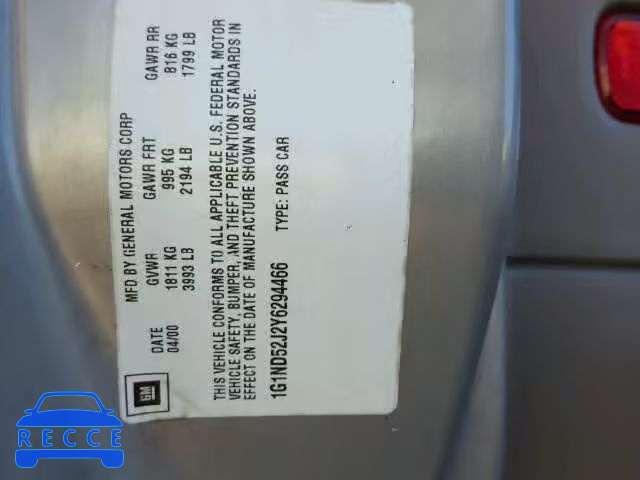 MFD BY GENERAL MOTORS CORP
DATE GVWR GAWR FRT GAWR RR
04/00 1811 KG 995 KG 816 KG
3993 LB 2194 LB 1799 LB
THIS VEHICLE CONFORMS TO ALL APPLICABLE U.S. FEDERAL MOTOR
VEHICLE SAFETY, BUMPER, AND THEFT PREVENTION STANDARDS IN
EFFECT ON THE DATE OF MANUFACTURE SHOWN ABOVE.
1G1ND52J2Y6294466 TYPE: PASS CAR
GM
RECCE